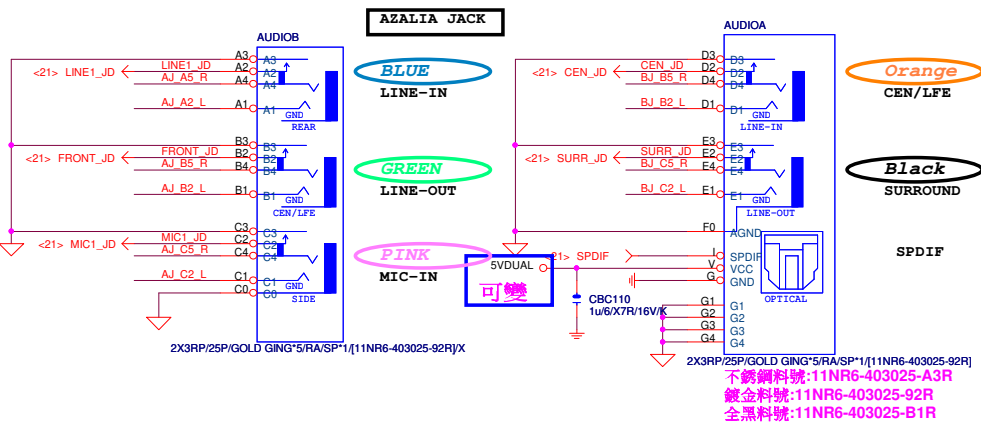 AZALIA JACK
AUDIOB
A3 A3
<21> LINE1_JD LINE1_JD A2 A2
AJ_A5_R A4 A4
AJ_A2_L A1 A1
GND
REAR
BLUE
LINE-IN
B3 B3
<21> FRONT_JD FRONT_JD B2 B2
AJ_B5_R B4 B4
AJ_B2_L B1 B1
GND
CEN/LFE
GREEN
LINE-OUT
C3 C3
<21> MIC1_JD MIC1_JD C2 C2
AJ_C5_R C4 C4
AJ_C2_L C1 C1
GND
C0 C0
SIDE
PINK
MIC-IN
2X3RP/25P/GOLD GING*5/RA/SP*1/[11NR6-403025-92R]/X
AUDIOA
D3 D3
<21> CEN_JD CEN_JD D2 D2
BJ_B5_R D4 D4
BJ_B2_L D1 D1
GND
LINE-IN
Orange
CEN/LFE
E3 E3
<21> SURR_JD SURR_JD E2 E2
BJ_C5_R E4 E4
BJ_C2_L E1 E1
GND
LINE-OUT
Black
SURROUND
F0 AGND
<21> SPDIF I SPDIF
5VDUAL V VCC
G GND
可變
OPTICAL
SPDIF
CBC110
1u/6/X7R/16V/K
G1 G1
G2 G2
G3 G3
G4 G4
2X3RP/25P/GOLD GING*5/RA/SP*1/[11NR6-403025-92R]
不銹鋼料號:11NR6-403025-A3R
鍍金料號:11NR6-403025-92R
全黑料號:11NR6-403025-B1R